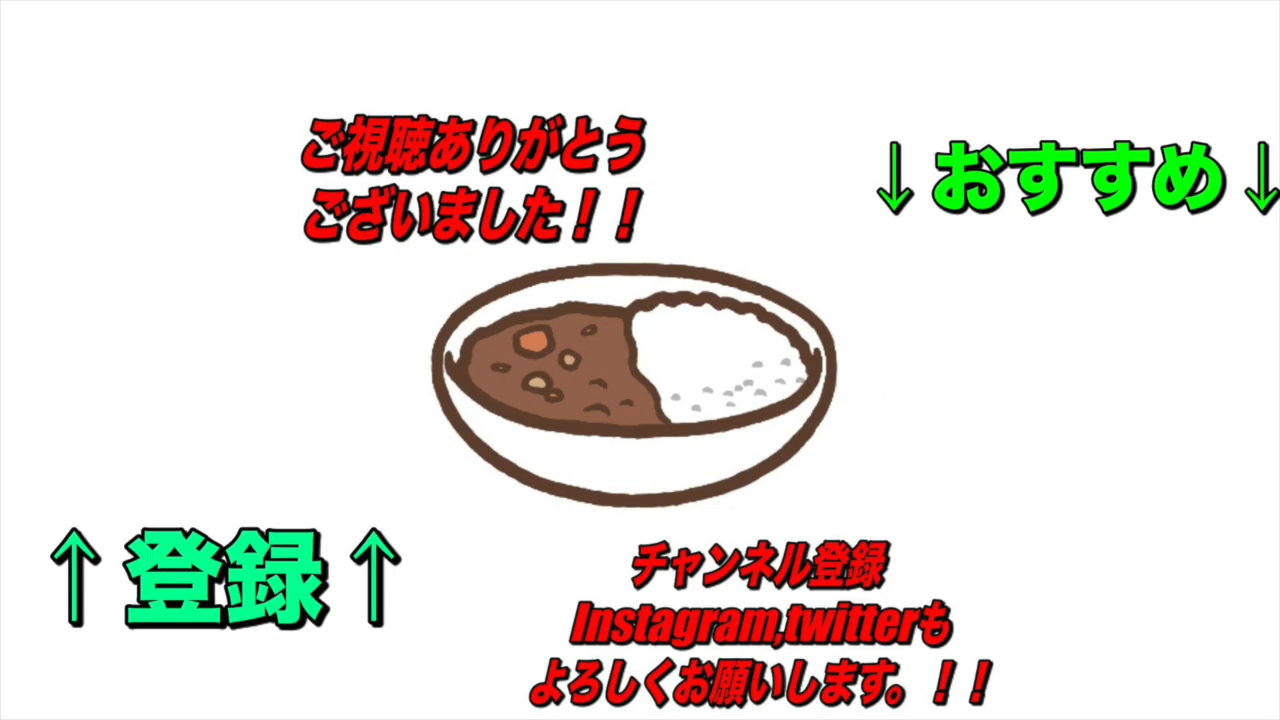 ご視聴ありがとう
ございました！！
↓おすすめ↓
↑登録↑
チャンネル登録
Instagram,twitterも
よろしくお願いします。！！